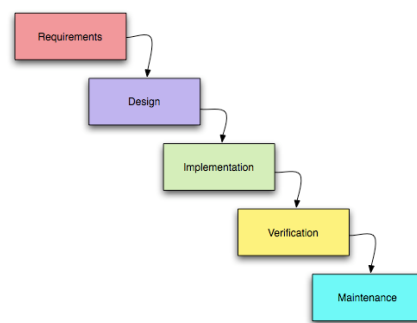 Requirements
Design
Implementation
Verification
Maintenance